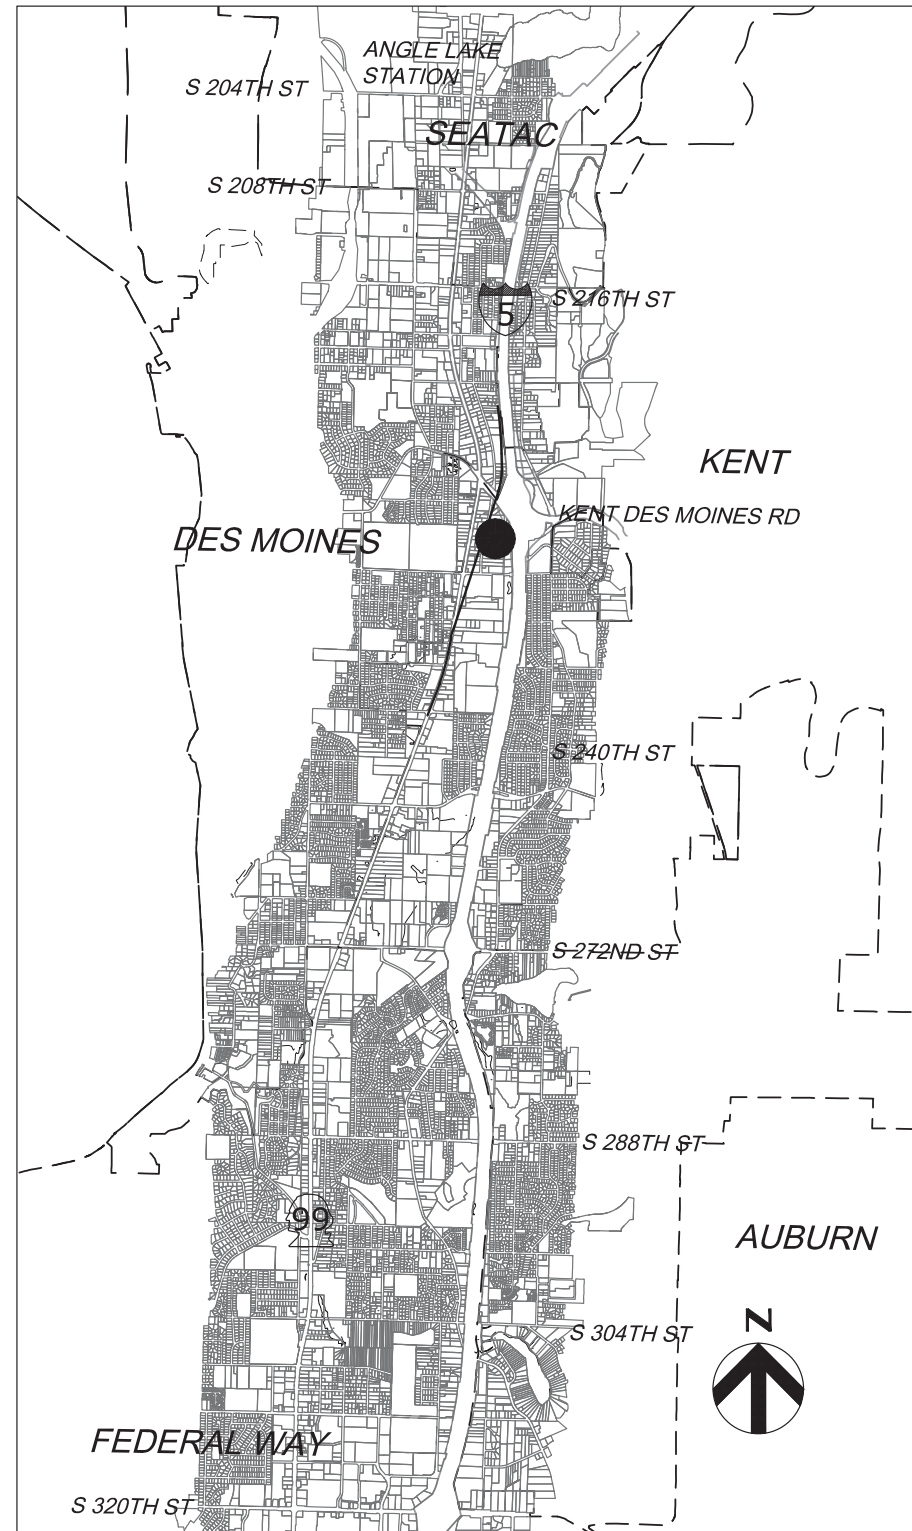 ANGLE LAKE
STATION
S 204TH ST
SEATAC
S 208TH ST
S 216TH ST
5
KENT
KENT DES MOINES RD
DES MOINES
S 240TH ST
S 272ND ST
S 288TH ST
99
AUBURN
N
S 304TH ST
FEDERAL WAY
S 320TH ST